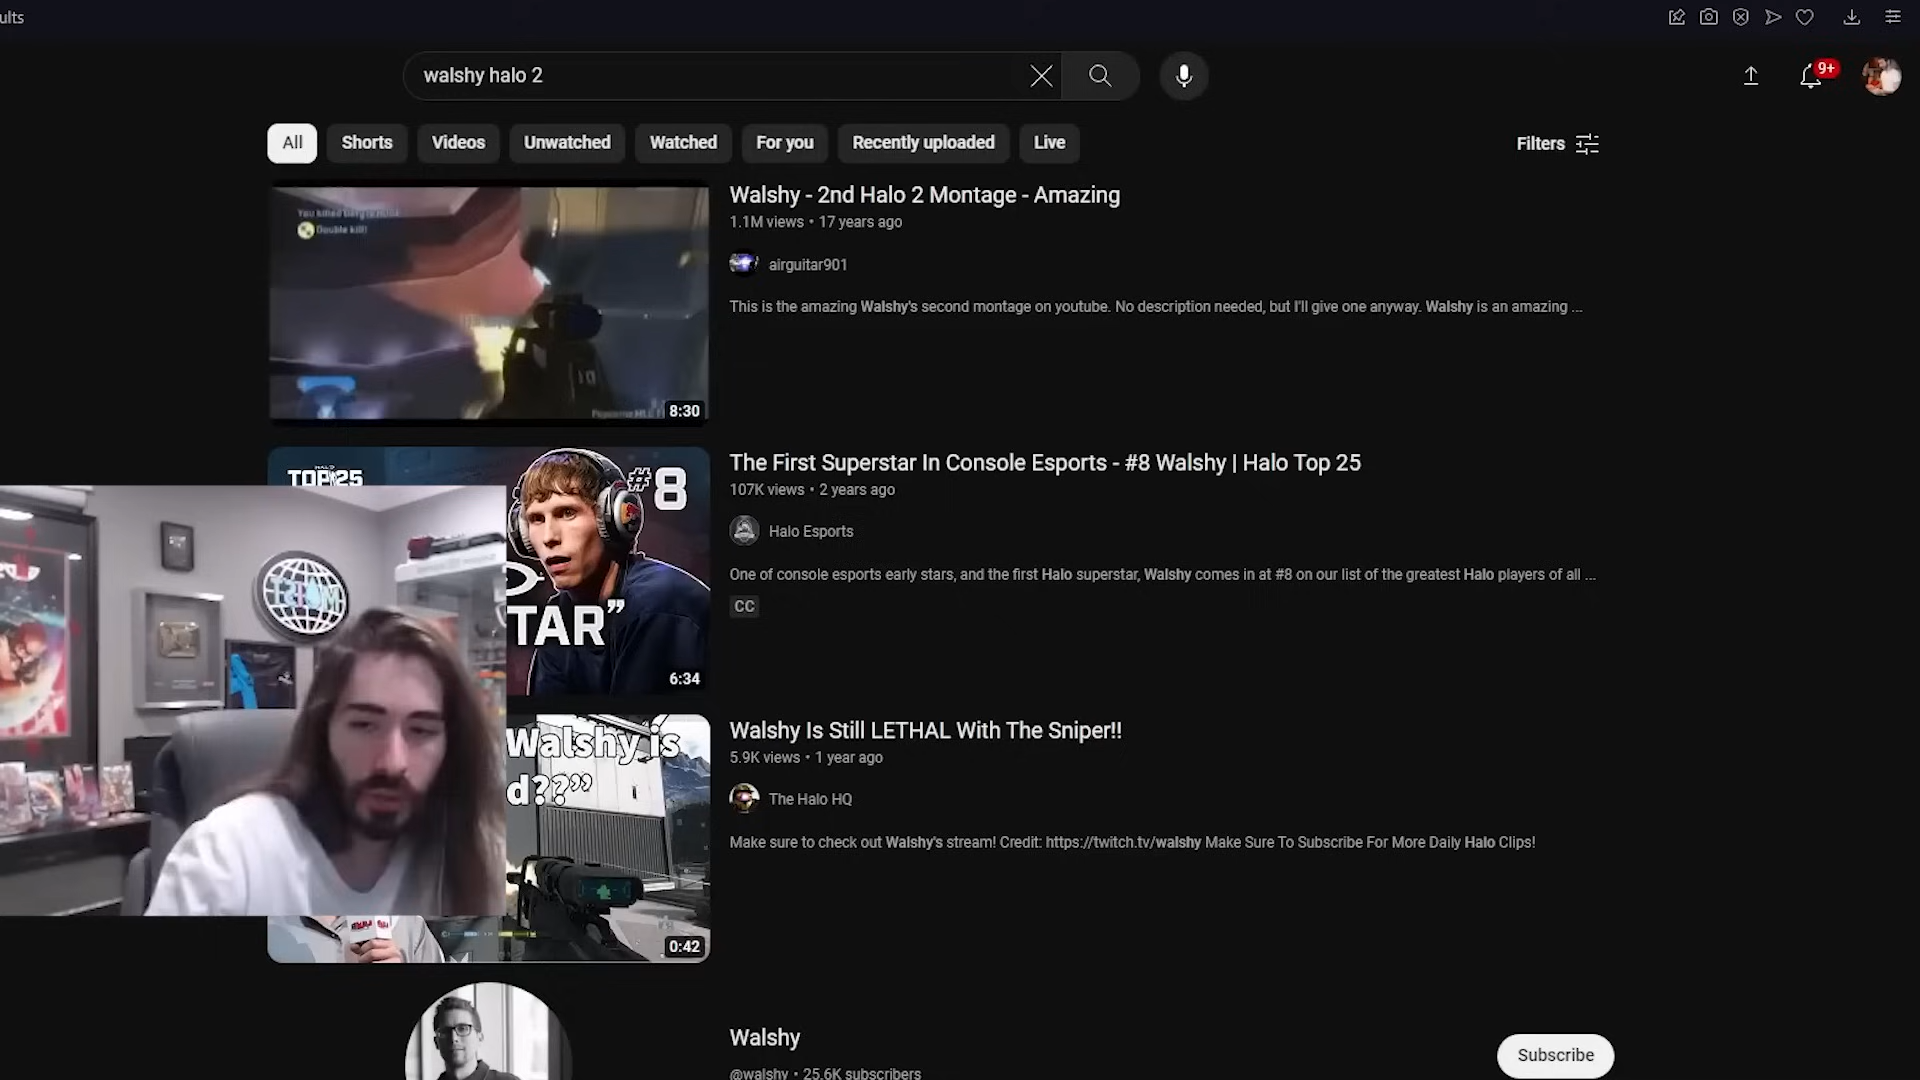 ults
walshy halo 2
9+
All
Shorts
Videos
Unwatched
Watched
For you
Recently uploaded
Live
Filters
Double kill!
8:30
Walshy - 2nd Halo 2 Montage - Amazing
1.1M views • 17 years ago
airguitar901
This is the amazing Walshy's second montage on youtube. No description needed, but I'll give one anyway. Walshy is an amazing ...
HALO
TOP 25
#8
TAR”
6:34
The First Superstar In Console Esports - #8 Walshy | Halo Top 25
107K views • 2 years ago
Halo Esports
One of console esports early stars, and the first Halo superstar, Walshy comes in at #8 on our list of the greatest Halo players of all ...
CC
MOIST
Walshy is
d??”
0:42
Walshy Is Still LETHAL With The Sniper!!
5.9K views • 1 year ago
The Halo HQ
Make sure to check out Walshy's stream! Credit: https://twitch.tv/walshy Make Sure To Subscribe For More Daily Halo Clips!
Walshy
@walshy • 25.6K subscribers
Subscribe